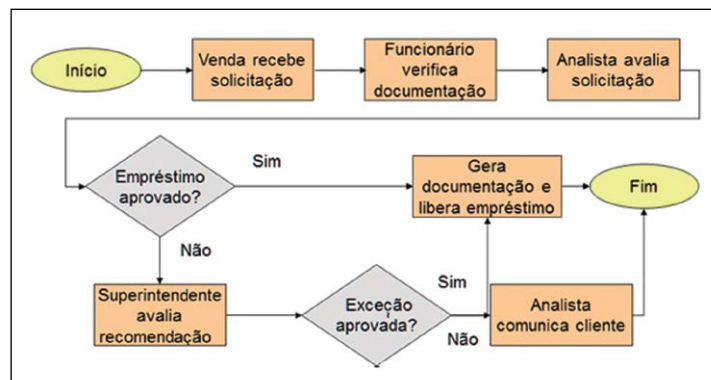 Início
Venda recebe
solicitação
Funcionário
verifica
documentação
Analista avalia
solicitação
Empréstimo
aprovado?
Sim
Gera
documentação e
libera empréstimo
Fim
Não
Superintendente
avalia
recomendação
Exceção
aprovada?
Sim
Não
Analista
comunica cliente